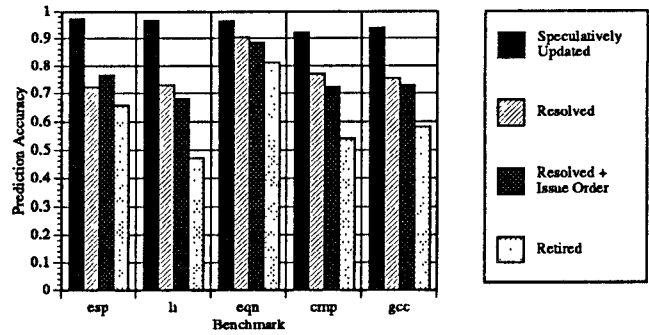 1
0.9
0.8
0.7
0.6
0.5
0.4
0.3
0.2
0.1
0
Prediction Accuracy
esp
li
eqn
cmp
gcc
Benchmark
Speculatively
Updated
Resolved
Resolved +
Issue Order
Retired